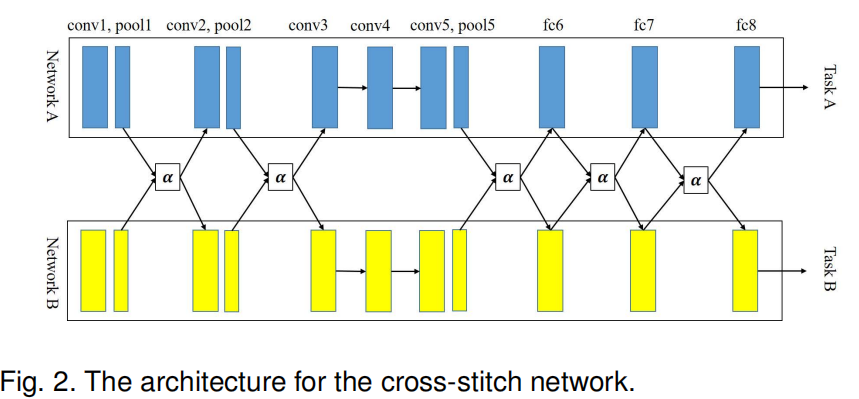 conv1, pool1 conv2, pool2 conv3 conv4 conv5, pool5 fc6 fc7 fc8
Network A
Task A
α α α α α
Network B
Task B
Fig. 2. The architecture for the cross-stitch network.